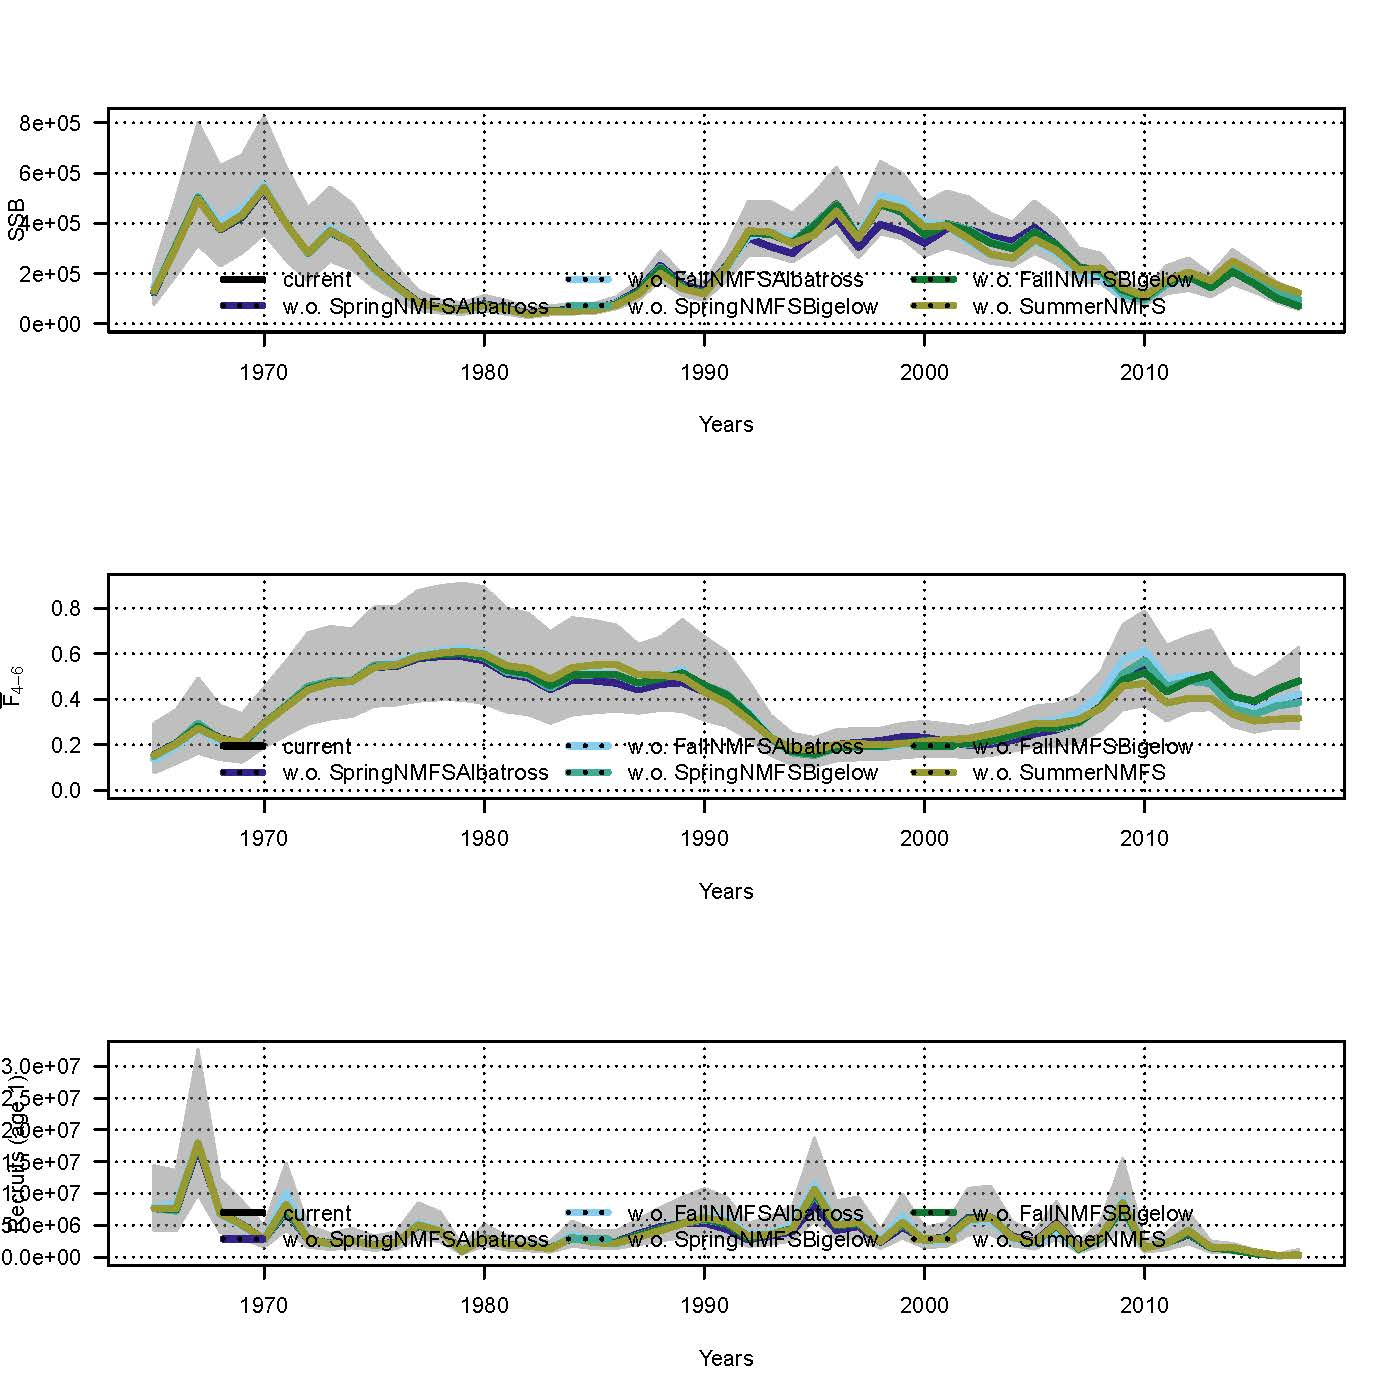 8e+05
6e+05
4e+05
2e+05
0e+00
SSB
current w.o. FallNMFSAlbatross w.o. FallNMFSBigelow
w.o. SpringNMFSAlbatross w.o. SpringNMFSBigelow w.o. SummerNMFS
1970 1980 1990 2000 2010
Years
0.8
0.6
0.4
0.2
0.0
F̅4−6
current w.o. FallNMFSAlbatross w.o. FallNMFSBigelow
w.o. SpringNMFSAlbatross w.o. SpringNMFSBigelow w.o. SummerNMFS
1970 1980 1990 2000 2010
Years
3.0e+07
2.5e+07
2.0e+07
1.5e+07
1.0e+07
5.0e+06
0.0e+00
Recruits (age 1)
current w.o. FallNMFSAlbatross w.o. FallNMFSBigelow
w.o. SpringNMFSAlbatross w.o. SpringNMFSBigelow w.o. SummerNMFS
1970 1980 1990 2000 2010
Years